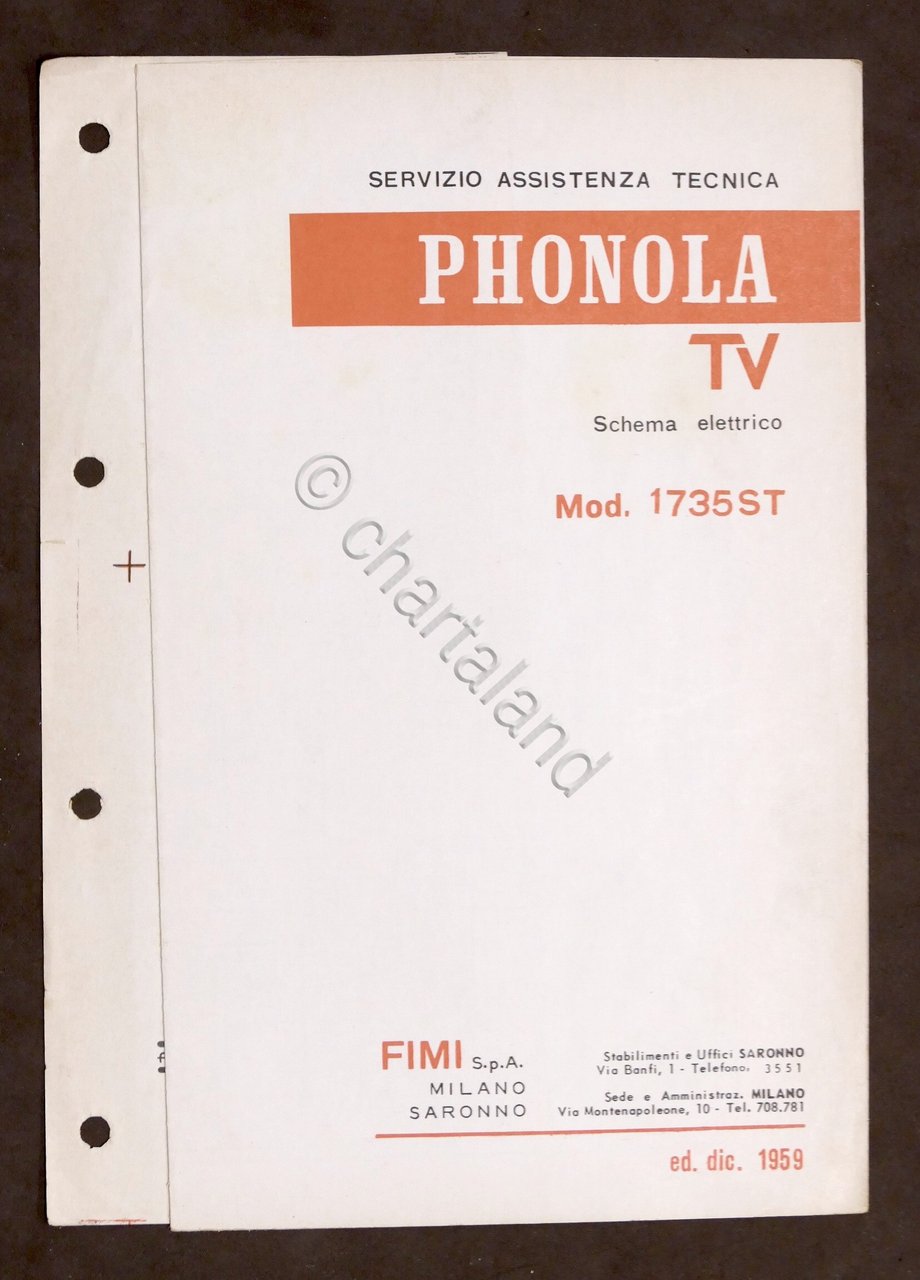 SERVIZIO ASSISTENZA TECNICA
PHONOLA
TV
Schema elettrico
Mod. 1735ST
© chartaland
FIMI S.p.A.
MILANO
SARONNO
Stabilimenti e Uffici SARONNO
Via Banfi, 1 - Telefono. 3551
Sede e Amministraz. MILANO
Via Montenapoleone, 10 - Tel. 708.781
ed. dic. 1959